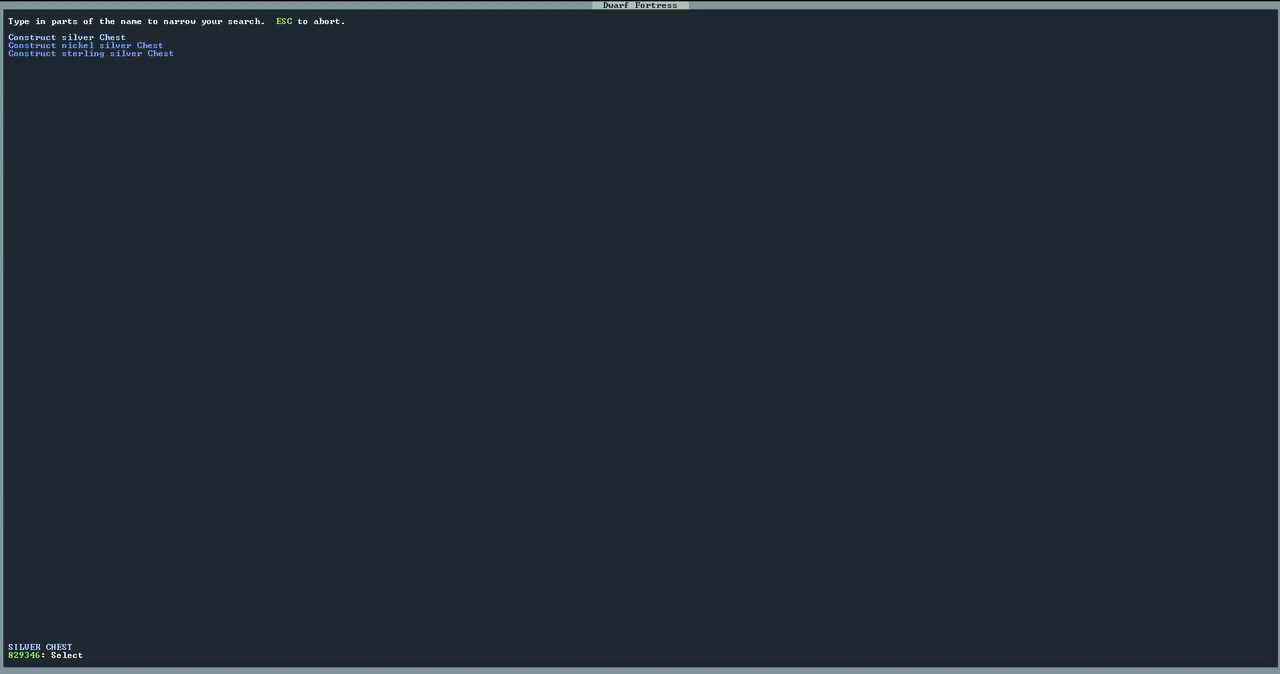 Dwarf Fortress
Type in parts of the name to narrow your search.  ESC to abort.
Construct silver Chest
Construct nickel silver Chest
Construct sterling silver Chest
SILVER CHEST
829346: Select